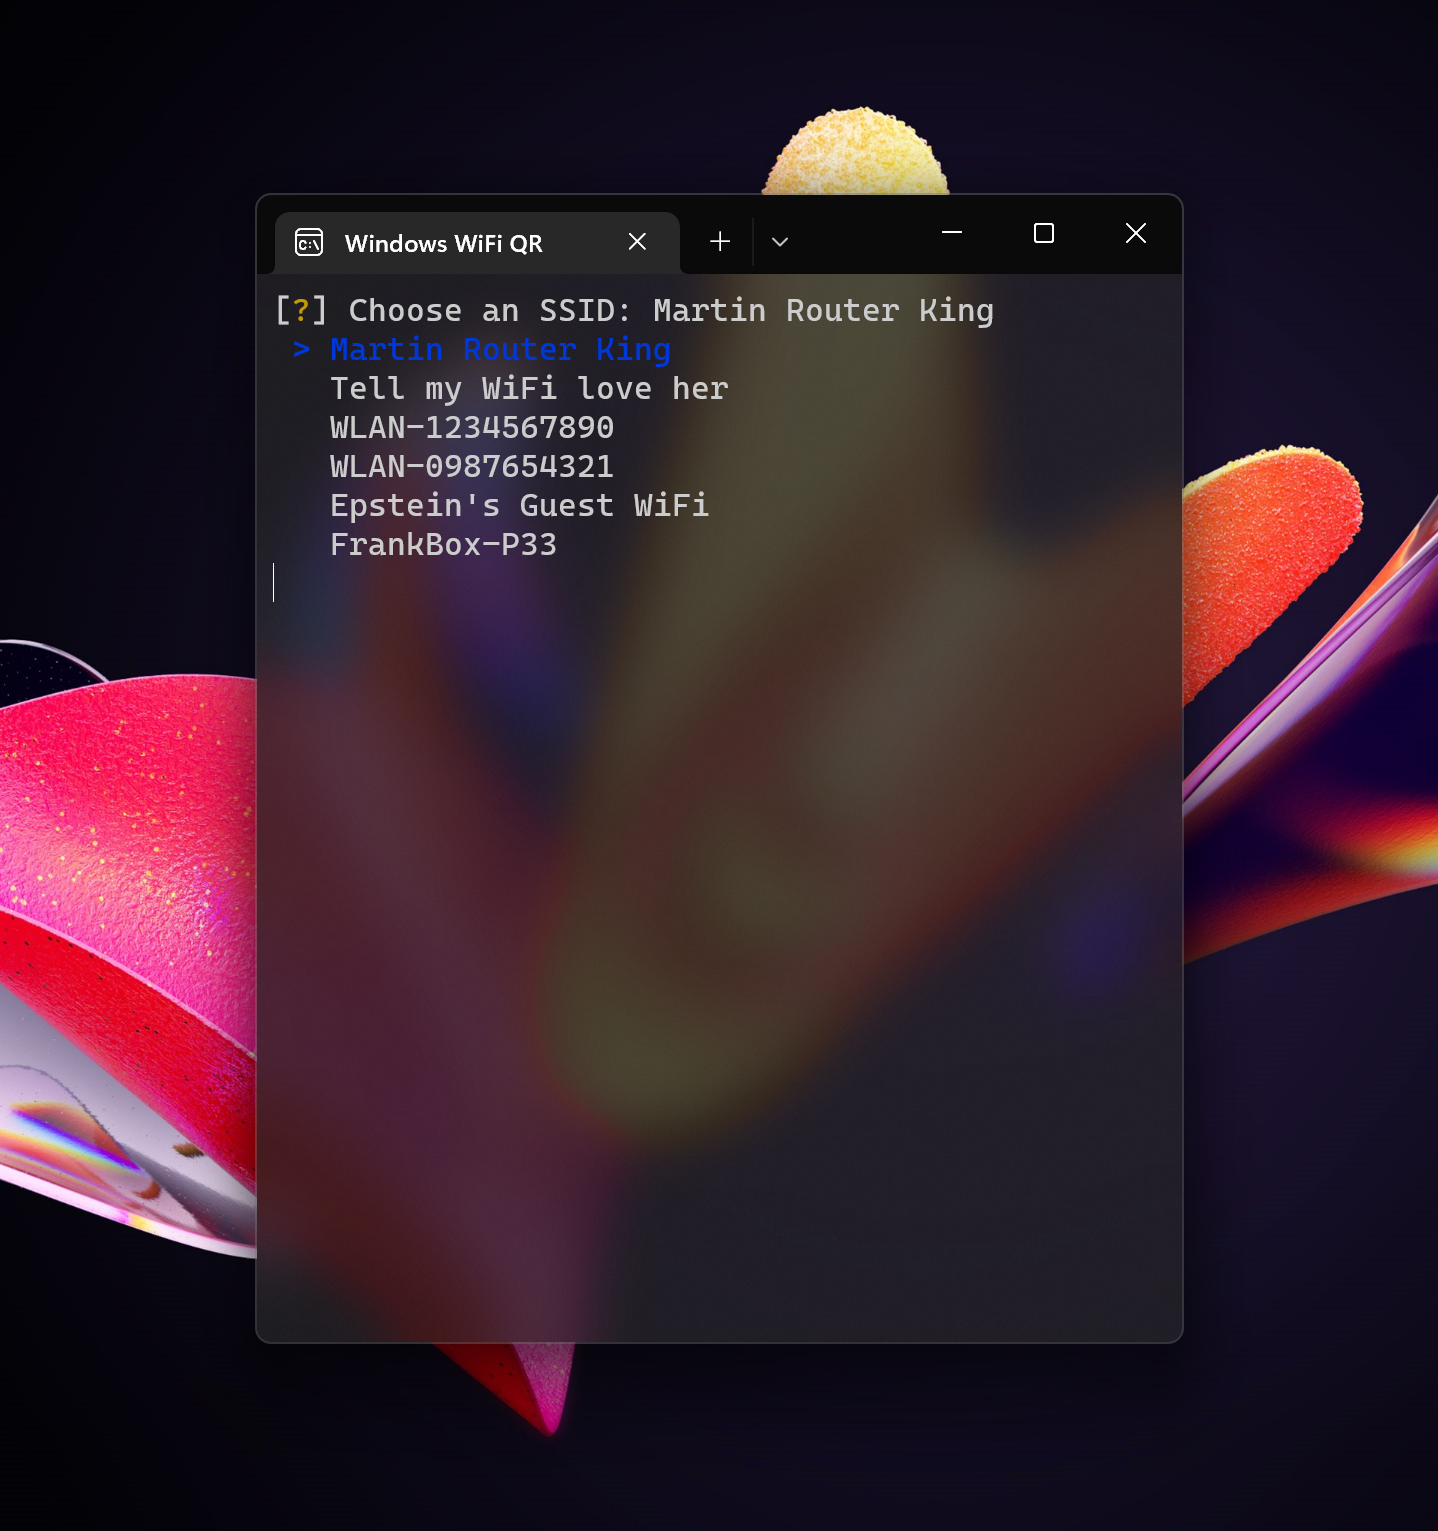 Windows WiFi QR
[?] Choose an SSID: Martin Router King
> Martin Router King
Tell my WiFi love her
WLAN-1234567890
WLAN-0987654321
Epstein's Guest WiFi
FrankBox-P33